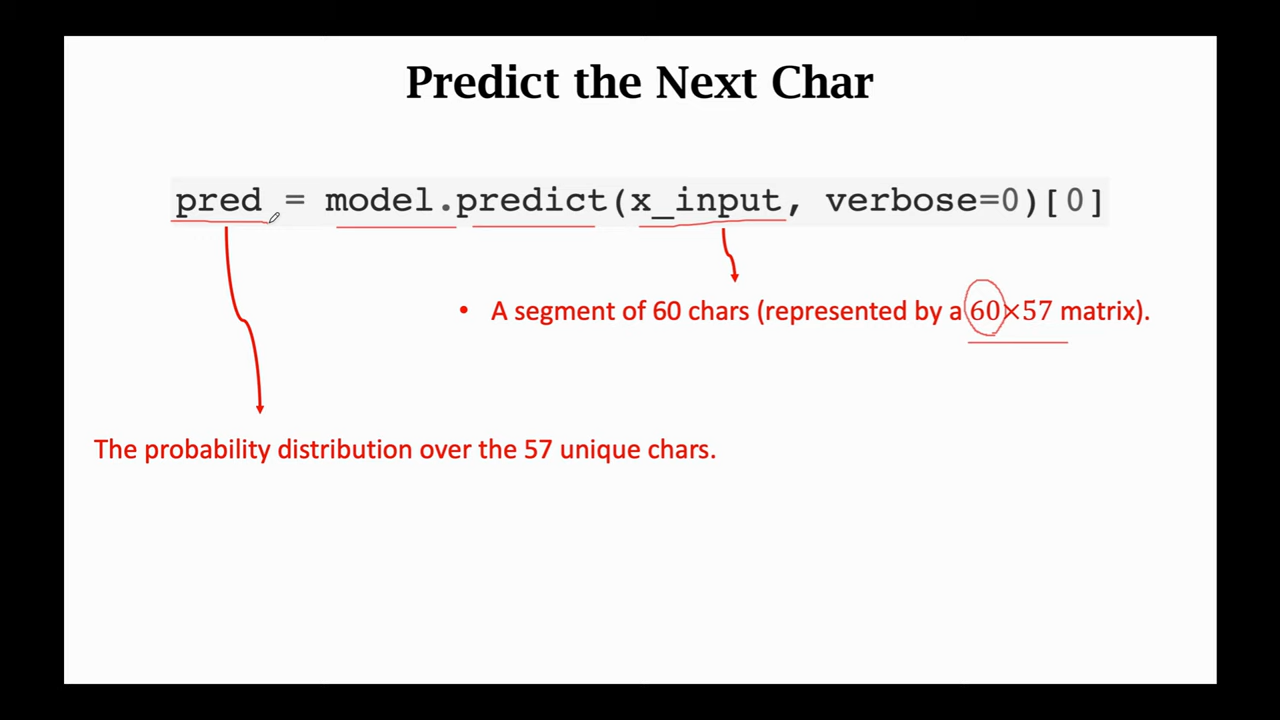 Predict the Next Char
pred = model.predict(x_input, verbose=0)[0]
• A segment of 60 chars (represented by a 60×57 matrix).
The probability distribution over the 57 unique chars.